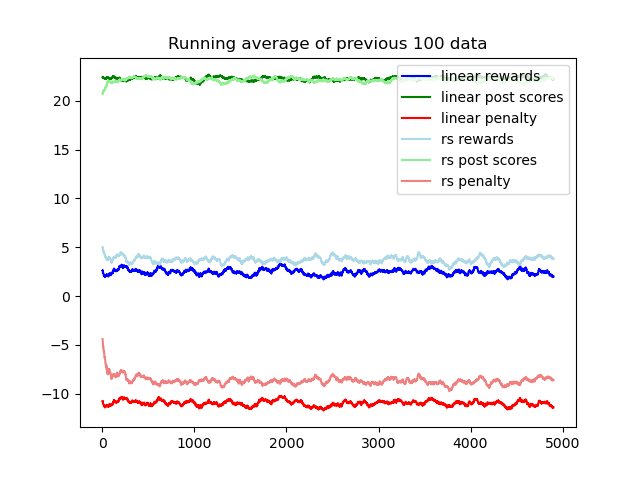 Running average of previous 100 data
linear rewards
linear post scores
linear penalty
rs rewards
rs post scores
rs penalty
20
15
10
5
0
−5
−10
0 1000 2000 3000 4000 5000